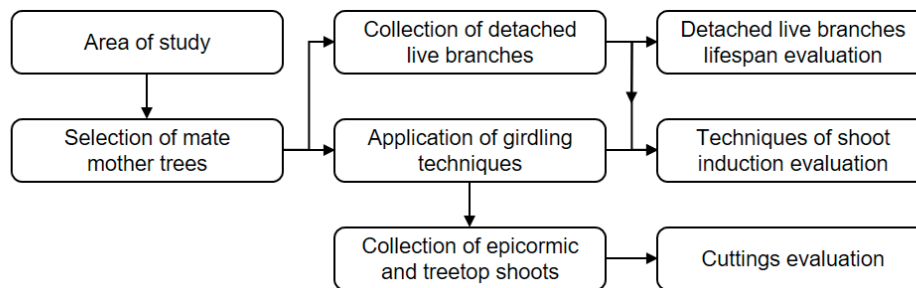 Area of study
Collection of detached
live branches
Detached live branches
lifespan evaluation
Selection of mate
mother trees
Application of girdling
techniques
Techniques of shoot
induction evaluation
Collection of epicormic
and treetop shoots
Cuttings evaluation